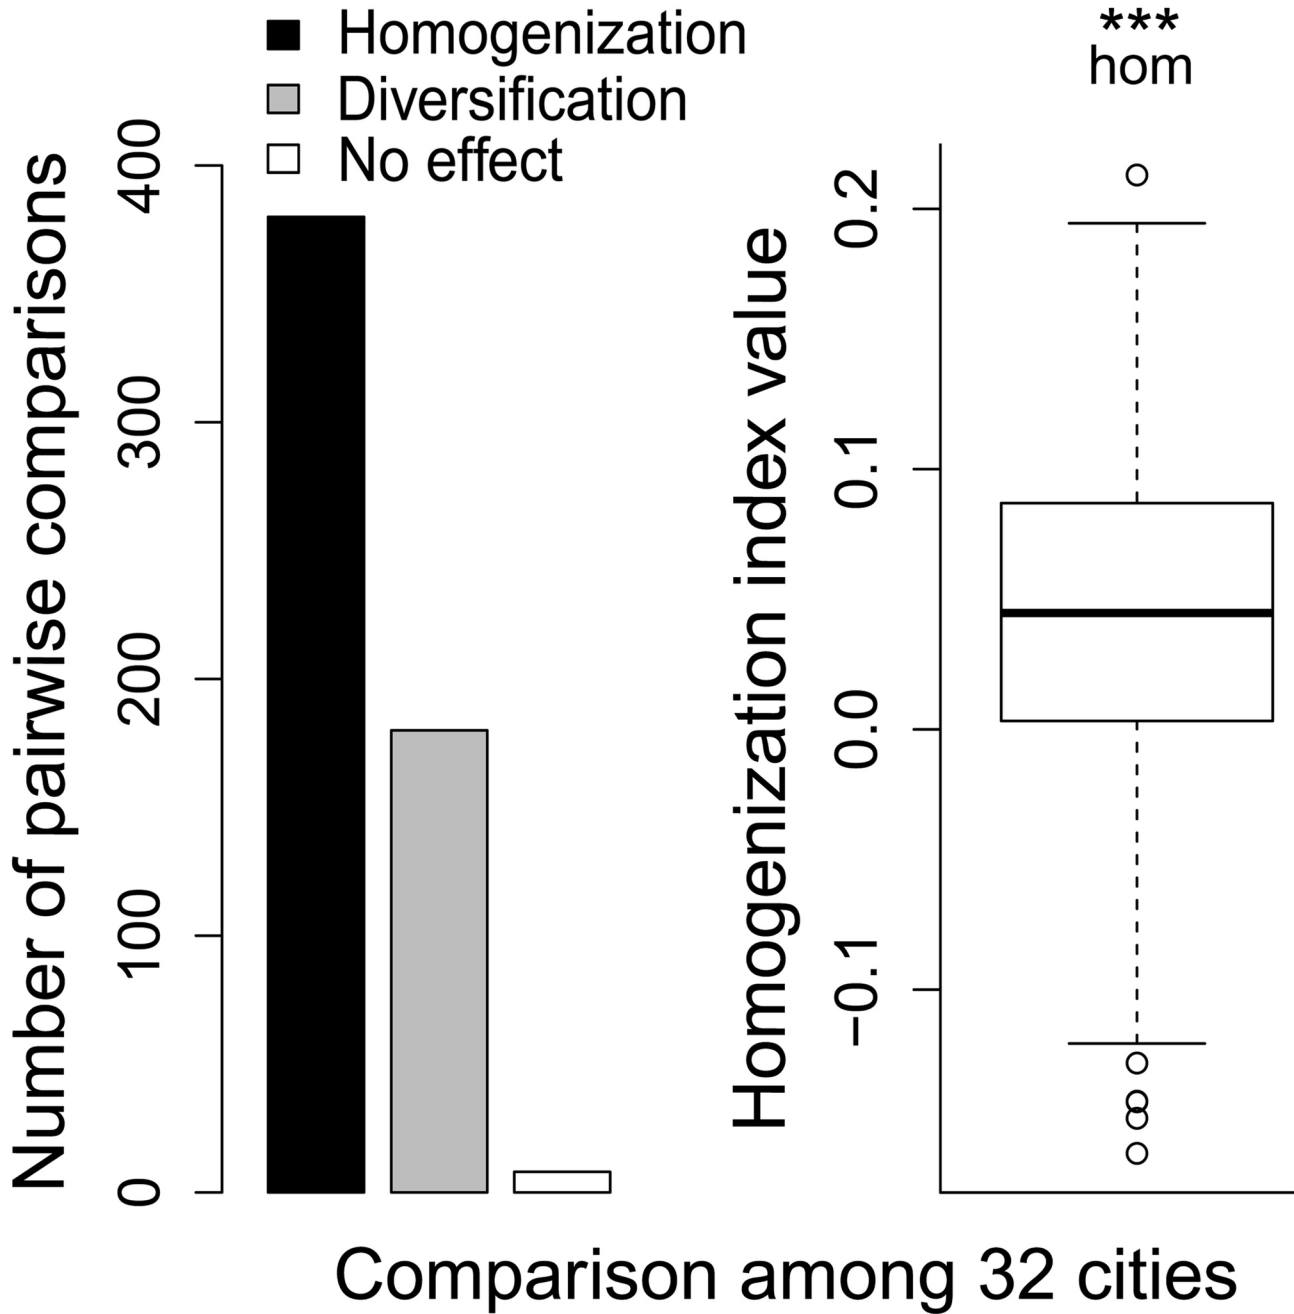 Homogenization
Diversification
No effect
Number of pairwise comparisons
400
300
200
100
0
***
hom
Homogenization index value
0.2
0.1
0.0
−0.1
Comparison among 32 cities